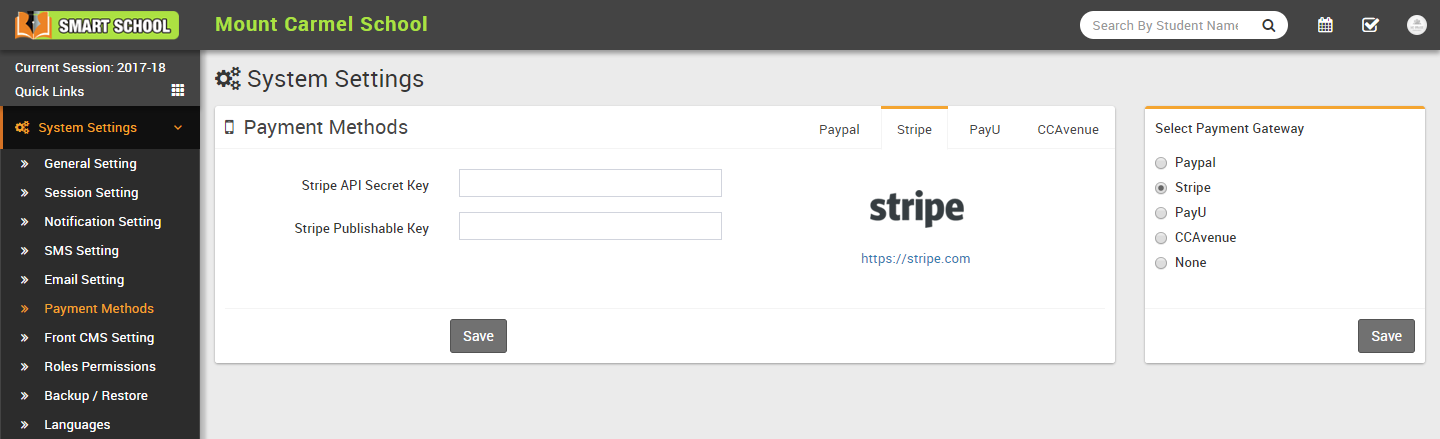 SMART SCHOOL
Mount Carmel School
Search By Student Name
Current Session: 2017-18
Quick Links
System Settings
General Setting
Session Setting
Notification Setting
SMS Setting
Email Setting
Payment Methods
Front CMS Setting
Roles Permissions
Backup / Restore
Languages
System Settings
Payment Methods
Paypal Stripe PayU CCAvenue
Stripe API Secret Key
Stripe Publishable Key
stripe
https://stripe.com
Save
Select Payment Gateway
Paypal
Stripe
PayU
CCAvenue
None
Save